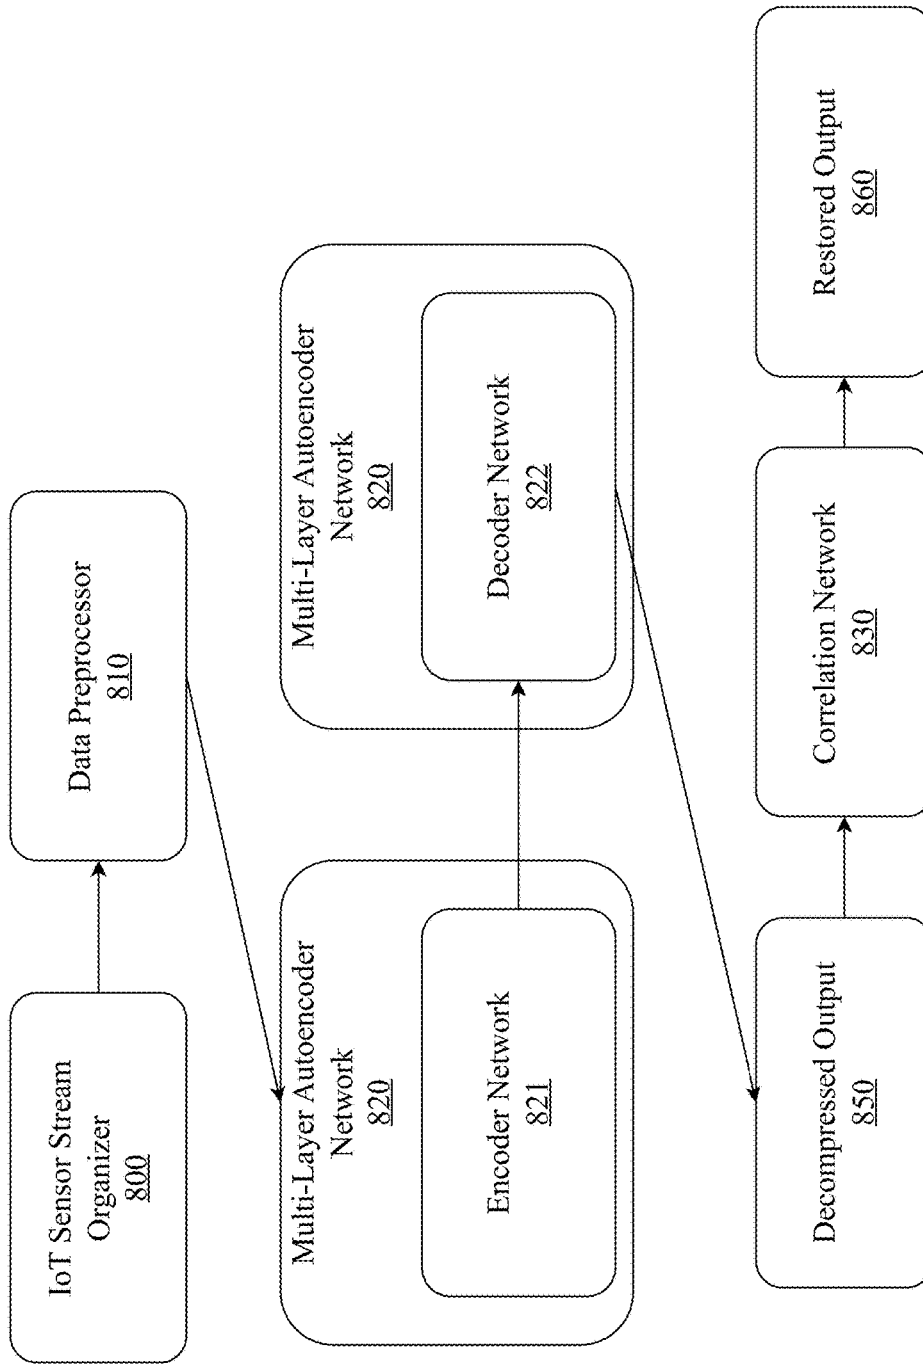 IoT Sensor Stream
Organizer
800
Data Preprocessor
810
Multi-Layer Autoencoder
Network
820
Encoder Network
821
Multi-Layer Autoencoder
Network
820
Decoder Network
822
Decompressed Output
850
Correlation Network
830
Restored Output
860